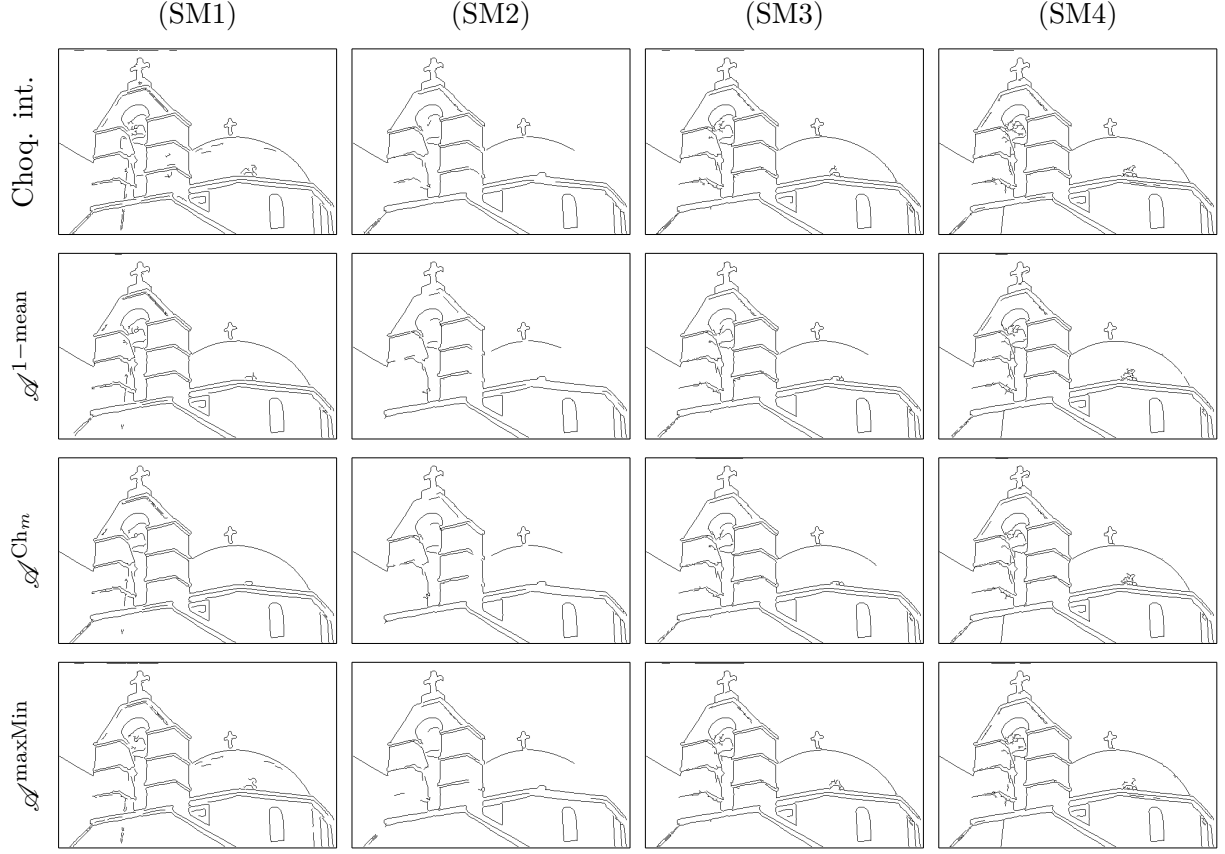 (SM1) (SM2) (SM3) (SM4)
Choq. int.
𝒜^{1−mean}
𝒜^{Ch_m}
𝒜^{maxMin}